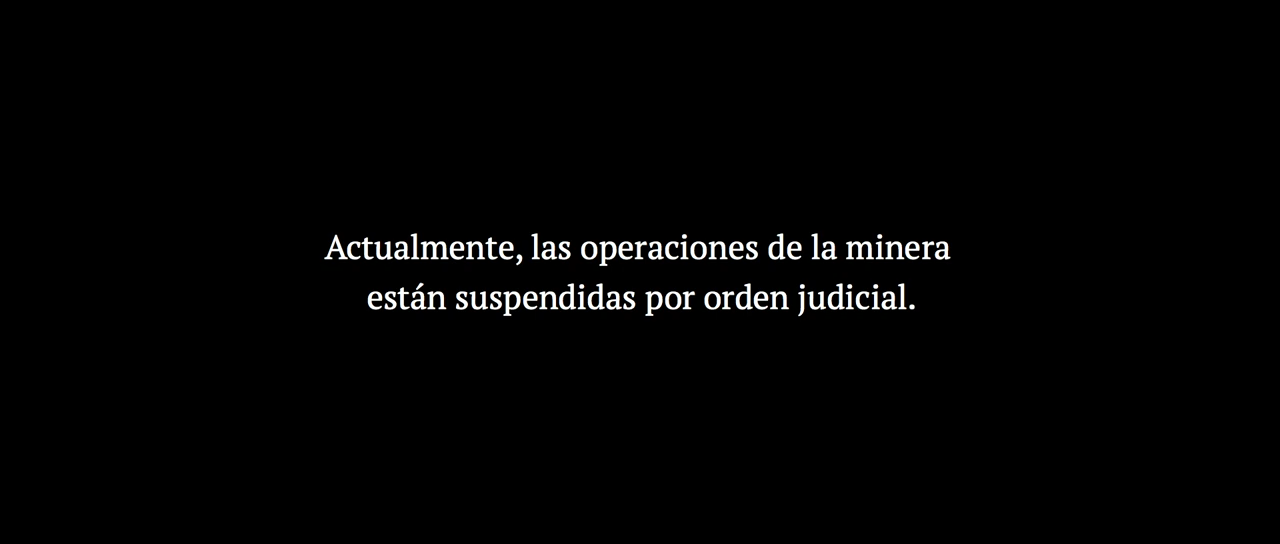 Actualmente, las operaciones de la minera
están suspendidas por orden judicial.